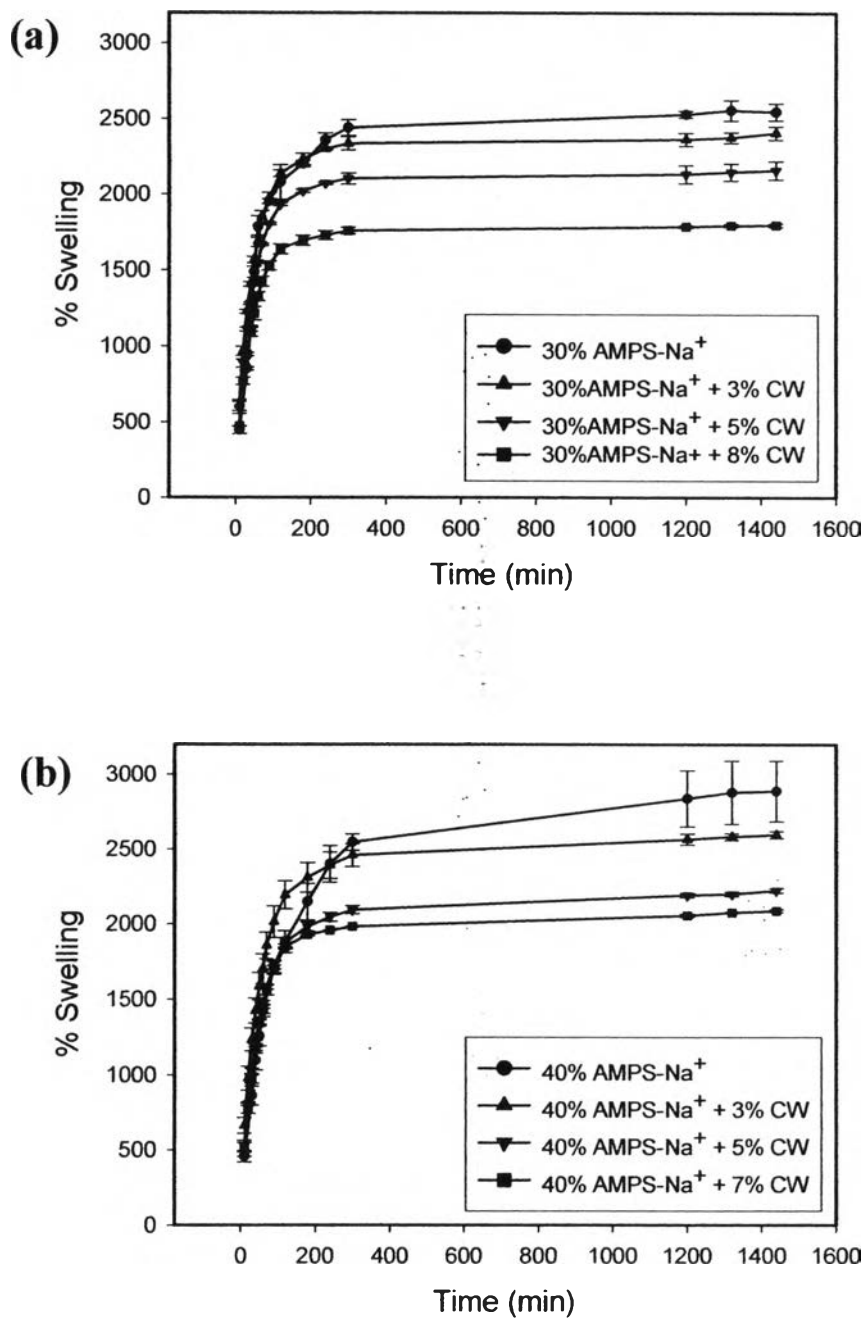 (a)
3000
2500
2000
1500
1000
500
0
% Swelling
30% AMPS-Na⁺
30%AMPS-Na⁺ + 3% CW
30%AMPS-Na⁺ + 5% CW
30%AMPS-Na+ + 8% CW
0 200 400 600 800 1000 1200 1400 1600
Time (min)
(b)
3000
2500
2000
1500
1000
500
0
% Swelling
40% AMPS-Na⁺
40% AMPS-Na⁺ + 3% CW
40% AMPS-Na⁺ + 5% CW
40% AMPS-Na⁺ + 7% CW
0 200 400 600 800 1000 1200 1400 1600
Time (min)